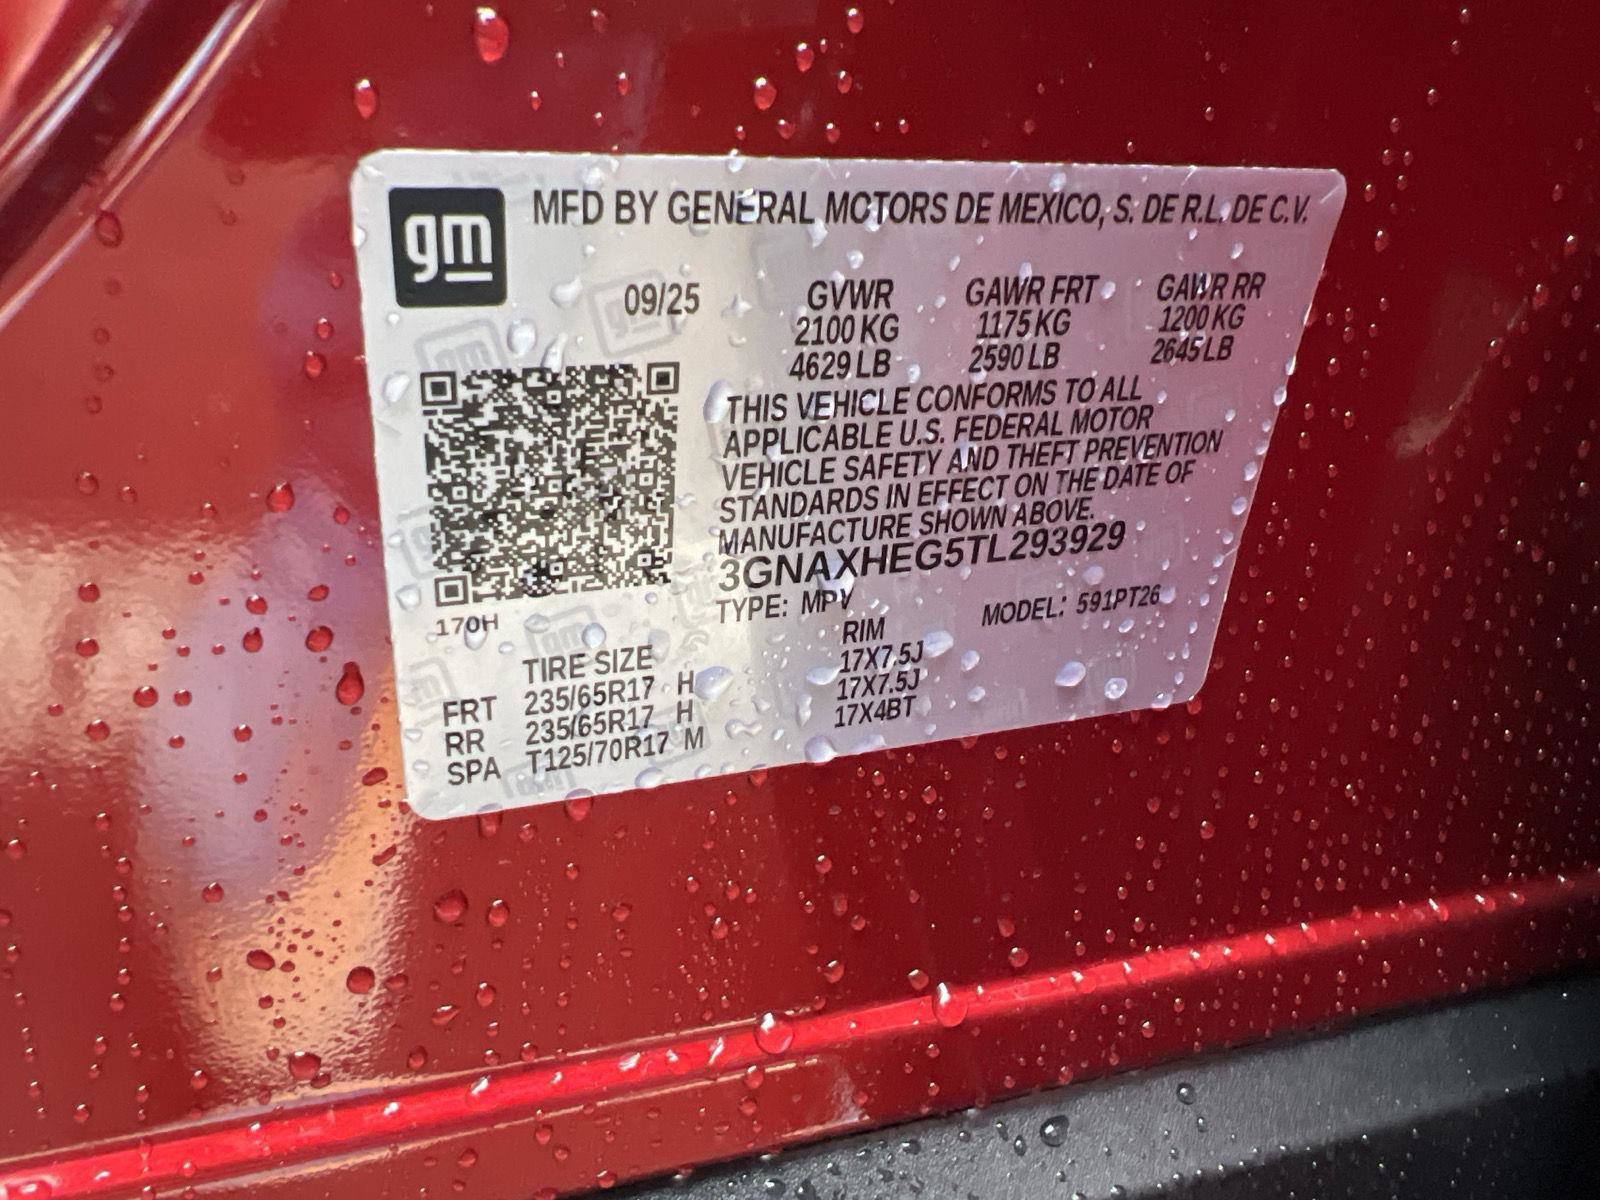 gm
MFD BY GENERAL MOTORS DE MEXICO, S. DE R.L. DE C.V.
09/25
GVWR GAWR FRT GAWR RR
2100 KG 1175 KG 1200 KG
4629 LB 2590 LB 2645 LB
THIS VEHICLE CONFORMS TO ALL
APPLICABLE U.S. FEDERAL MOTOR
VEHICLE SAFETY AND THEFT PREVENTION
STANDARDS IN EFFECT ON THE DATE OF
MANUFACTURE SHOWN ABOVE.
3GNAXHEG5TL293929
TYPE: MPV MODEL: 591PT26
170H
TIRE SIZE RIM
FRT 235/65R17 H 17X7.5J
RR 235/65R17 H 17X7.5J
SPA T125/70R17 M 17X4BT